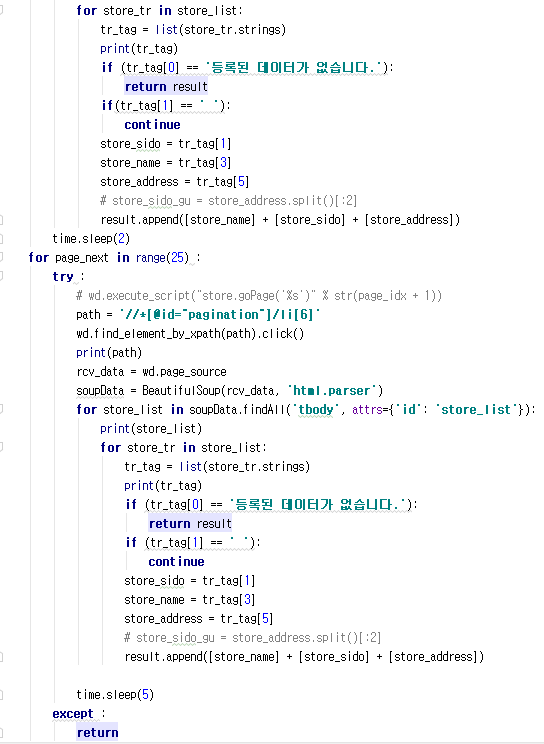 for store_tr in store_list:
tr_tag = list(store_tr.strings)
print(tr_tag)
if (tr_tag[0] == '등록된 데이터가 없습니다.'):
return result
if(tr_tag[1] == ' '):
continue
store_sido = tr_tag[1]
store_name = tr_tag[3]
store_address = tr_tag[5]
# store_sido_gu = store_address.split()[:2]
result.append([store_name] + [store_sido] + [store_address])
time.sleep(2)
for page_next in range(25) :
try :
# wd.execute_script("store.goPage('%s')" % str(page_idx + 1))
path = '//*[@id="pagination"]/li[6]'
wd.find_element_by_xpath(path).click()
print(path)
rcv_data = wd.page_source
soupData = BeautifulSoup(rcv_data, 'html.parser')
for store_list in soupData.findAll('tbody', attrs={'id': 'store_list'}):
print(store_list)
for store_tr in store_list:
tr_tag = list(store_tr.strings)
print(tr_tag)
if (tr_tag[0] == '등록된 데이터가 없습니다.'):
return result
if (tr_tag[1] == ' '):
continue
store_sido = tr_tag[1]
store_name = tr_tag[3]
store_address = tr_tag[5]
# store_sido_gu = store_address.split()[:2]
result.append([store_name] + [store_sido] + [store_address])
time.sleep(5)
except :
return